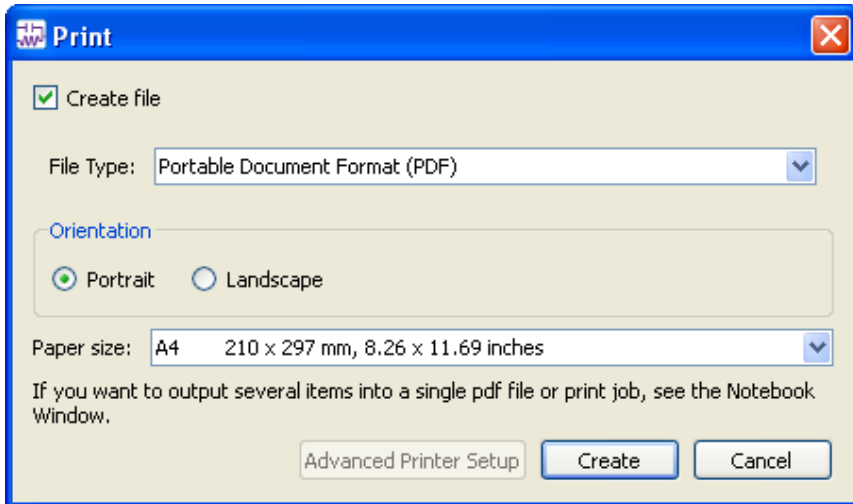 Print
Create file
File Type: Portable Document Format (PDF)
Orientation
Portrait Landscape
Paper size: A4 210 x 297 mm, 8.26 x 11.69 inches
If you want to output several items into a single pdf file or print job, see the Notebook
Window.
Advanced Printer Setup Create Cancel